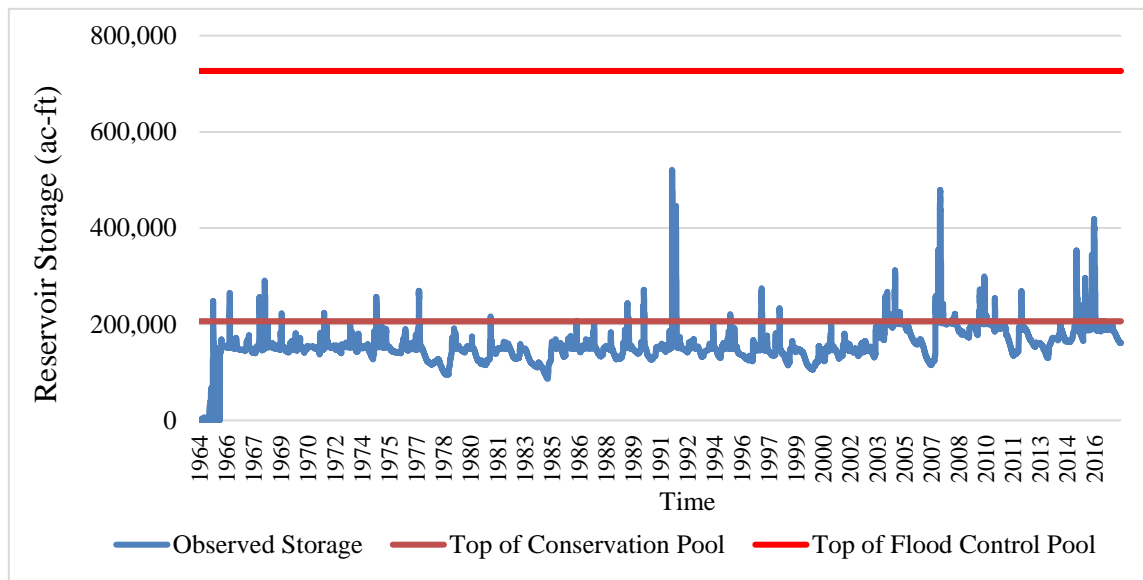 800,000
600,000
400,000
200,000
0
Reservoir Storage (ac-ft)
1964 1966 1967 1969 1970 1972 1974 1975 1977 1978 1980 1981 1983 1985 1986 1988 1989 1991 1992 1994 1996 1997 1999 2000 2002 2003 2005 2007 2008 2010 2011 2013 2014 2016
Time
Observed Storage Top of Conservation Pool Top of Flood Control Pool